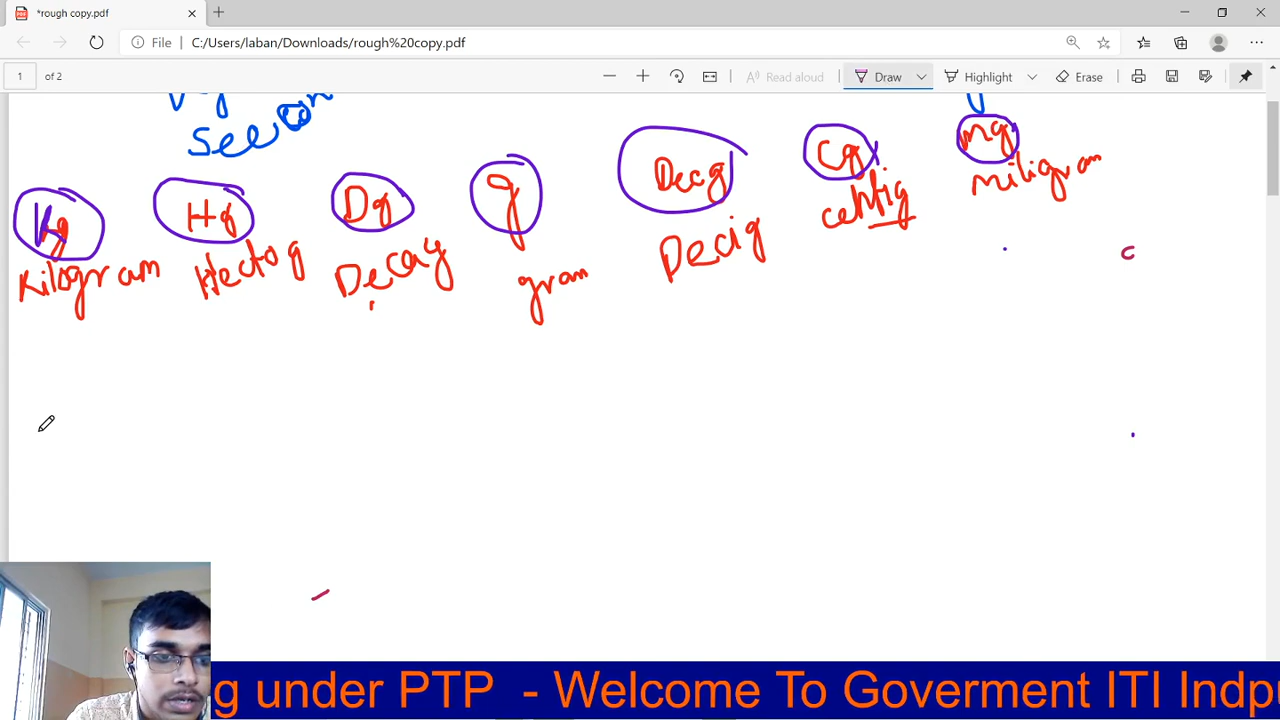 *rough copy.pdf
File C:/Users/laban/Downloads/rough%20copy.pdf
1 of 2 Read aloud Draw Highlight Erase
See
Kg Hg Dg g Decg Cg mg
Kilogram Hectog Decag gram Decig centig miligram
g under PTP - Welcome To Goverment ITI Indp